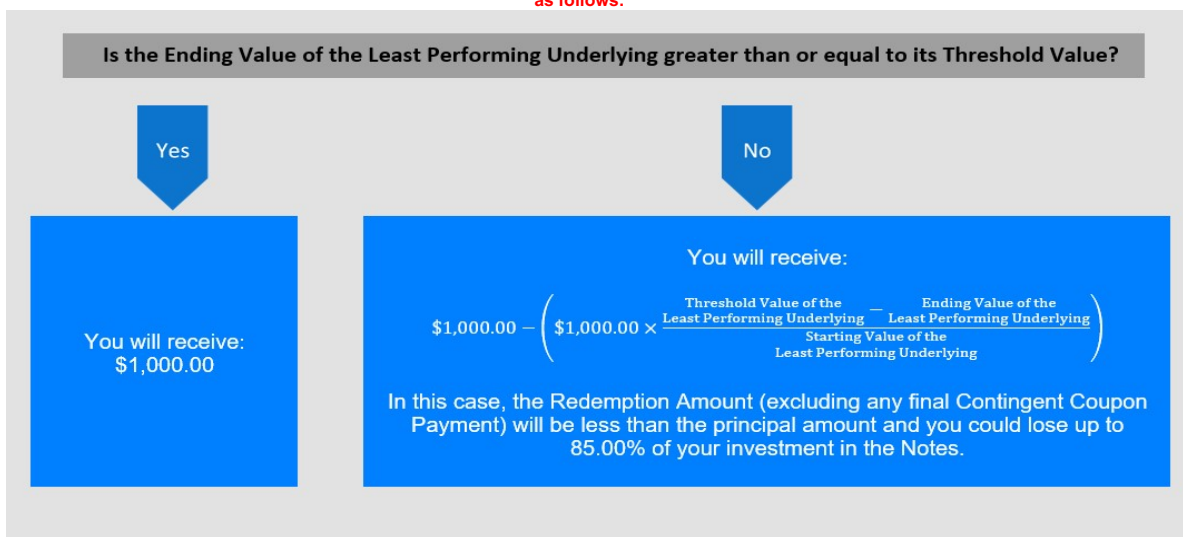 as follows:
Is the Ending Value of the Least Performing Underlying greater than or equal to its Threshold Value?
Yes
No
You will receive:
$1,000.00
You will receive:
$1,000.00 − ($1,000.00 × (Threshold Value of the Least Performing Underlying − Ending Value of the Least Performing Underlying) / Starting Value of the Least Performing Underlying)
In this case, the Redemption Amount (excluding any final Contingent Coupon
Payment) will be less than the principal amount and you could lose up to
85.00% of your investment in the Notes.